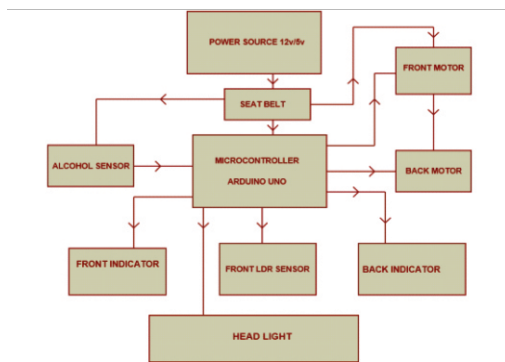 POWER SOURCE 12v/5v
FRONT MOTOR
SEAT BELT
ALCOHOL SENSOR
MICROCONTROLLER
ARDUINO UNO
BACK MOTOR
FRONT INDICATOR
FRONT LDR SENSOR
BACK INDICATOR
HEAD LIGHT